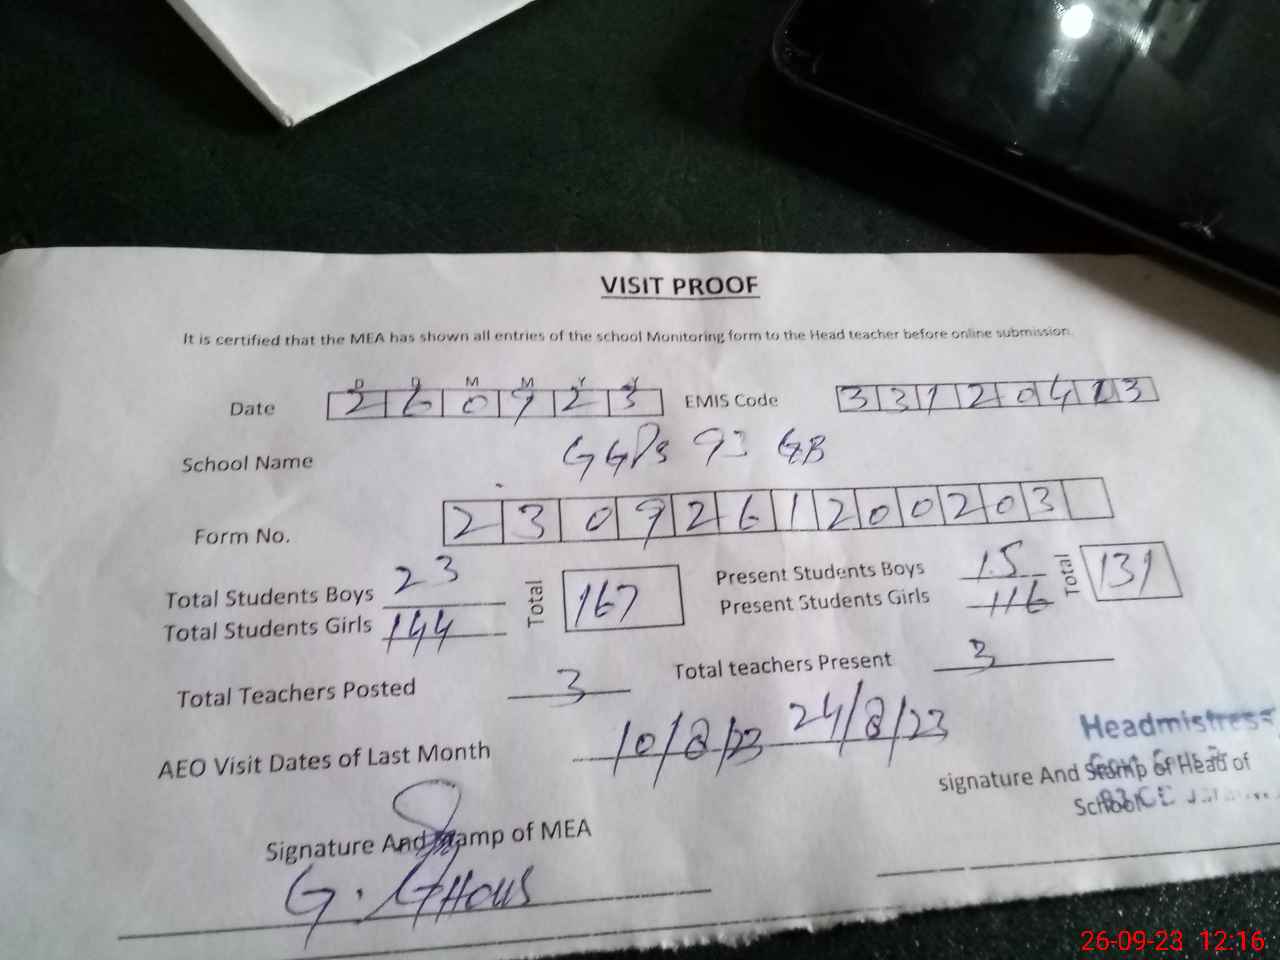 VISIT PROOF
It is certified that the MEA has shown all entries of the school Monitoring form to the Head teacher before online submission.
D D M M Y Y
Date 2 6 0 9 2 3 EMIS Code 3 3 1 2 0 4 1 3
School Name GGPS 93 GB
Form No. 2 3 0 9 2 6 1 2 0 0 2 0 3
Total Students Boys 23 Total 167 Present Students Boys 15 Total 131
Total Students Girls 144 Present Students Girls 116
Total Teachers Posted 3 Total teachers Present 3
AEO Visit Dates of Last Month 10/8/23 24/8/23
Headmistress
signature And Stamp of Head of
School
Signature And Stamp of MEA
G. GHOUS
26-09-23 12:16